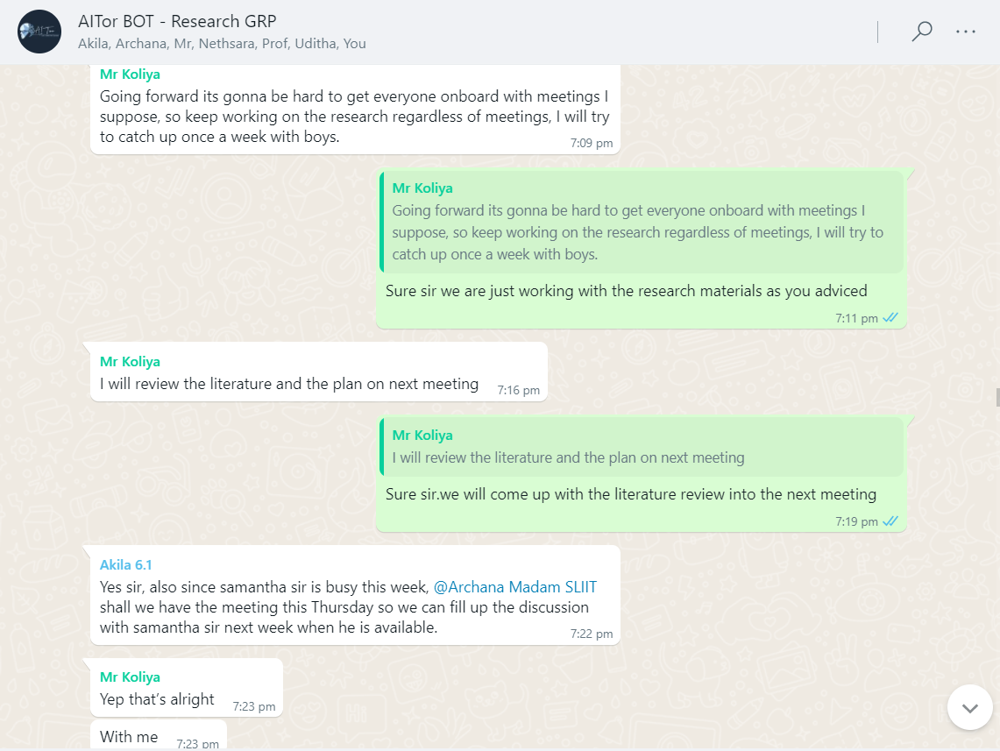 AITor BOT - Research GRP
Akila, Archana, Mr, Nethsara, Prof, Uditha, You
Mr Koliya
Going forward its gonna be hard to get everyone onboard with meetings I
suppose, so keep working on the research regardless of meetings, I will try
to catch up once a week with boys.
7:09 pm
Mr Koliya
Going forward its gonna be hard to get everyone onboard with meetings I
suppose, so keep working on the research regardless of meetings, I will try to
catch up once a week with boys.
Sure sir we are just working with the research materials as you adviced
7:11 pm
Mr Koliya
I will review the literature and the plan on next meeting
7:16 pm
Mr Koliya
I will review the literature and the plan on next meeting
Sure sir.we will come up with the literature review into the next meeting
7:19 pm
Akila 6.1
Yes sir, also since samantha sir is busy this week, @Archana Madam SLIIT
shall we have the meeting this Thursday so we can fill up the discussion
with samantha sir next week when he is available.
7:22 pm
Mr Koliya
Yep that's alright
7:23 pm
With me
7:23 pm